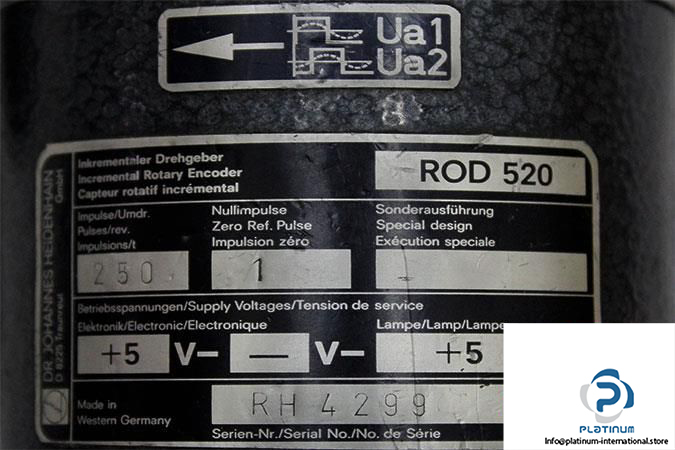 Ua1
Ua2
Inkrementaler Drehgeber
Incremental Rotary Encoder
Capteur rotatif incrémental
ROD 520
DR. JOHANNES HEIDENHAIN GmbH
D 8225 Traunreut
Impulse/Umdr.
Pulses/rev.
Impulsions/t
250
Nullimpulse
Zero Ref. Pulse
Impulsion zéro
1
Sonderausführung
Special design
Exécution speciale
–
Betriebsspannungen/Supply Voltages/Tension de service
Elektronik/Electronic/Electronique
Lampe/Lamp/Lampe
+5 V– — V– +5
Made in
Western Germany
RH 4299
Serien-Nr./Serial No./No. de Série
PLATINUM
Info@platinum-international.store